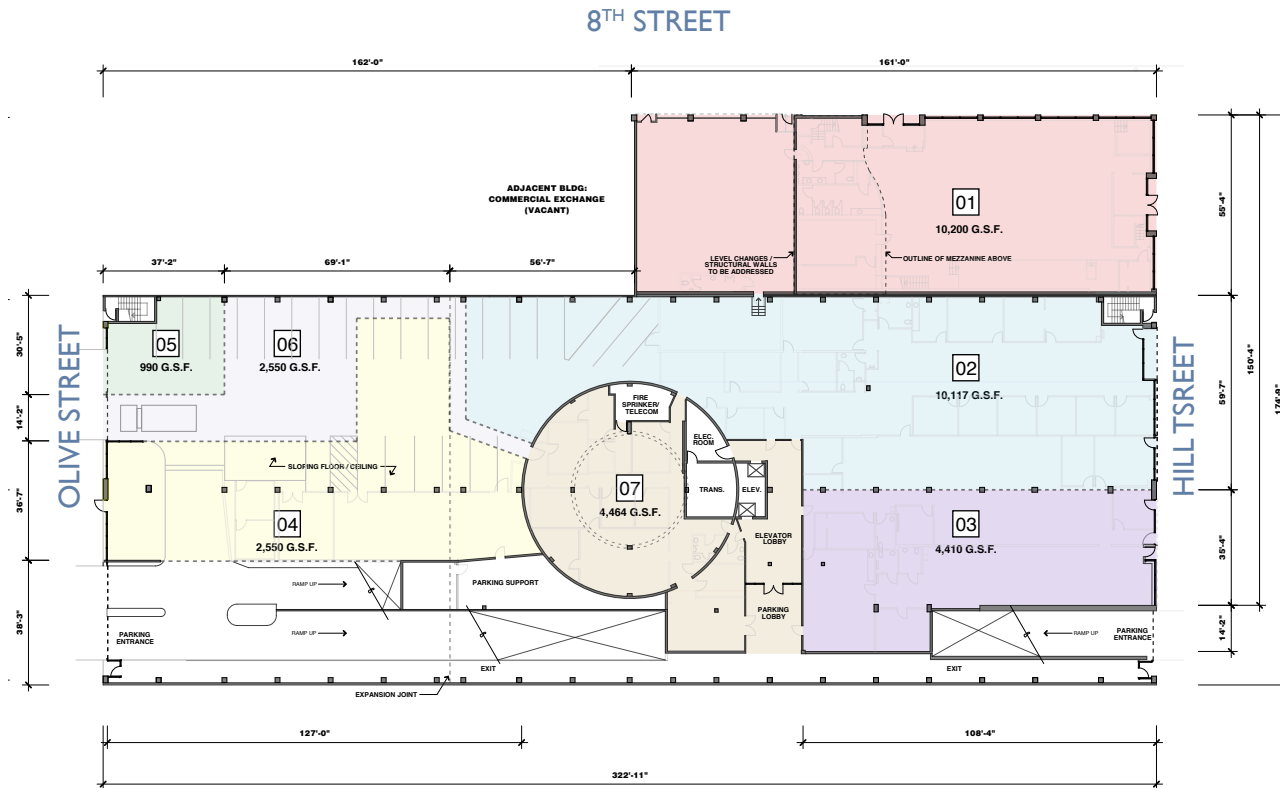 8TH STREET
162'-0"
161'-0"
ADJACENT BLDG:
COMMERCIAL EXCHANGE
(VACANT)
01
10,200 G.S.F.
LEVEL CHANGES /
STRUCTURAL WALLS
TO BE ADDRESSED
OUTLINE OF MEZZANINE ABOVE
55'-4"
150'-4"
174'-9"
37'-2"
69'-1"
56'-7"
30'-5"
OLIVE STREET
05
990 G.S.F.
06
2,550 G.S.F.
02
10,117 G.S.F.
HILL TSREET
59'-7"
14'-2"
FIRE
SPRINKER/
TELECOM
ELEC.
ROOM
SLOPING FLOOR / CEILING
07
4,464 G.S.F.
TRANS.
ELEV.
36'-7"
04
2,550 G.S.F.
ELEVATOR
LOBBY
03
4,410 G.S.F.
35'-4"
38'-3"
RAMP UP
PARKING SUPPORT
PARKING
LOBBY
14'-2"
PARKING
ENTRANCE
RAMP UP
RAMP UP
PARKING
ENTRANCE
EXIT
EXIT
EXPANSION JOINT
127'-0"
108'-4"
322'-11"